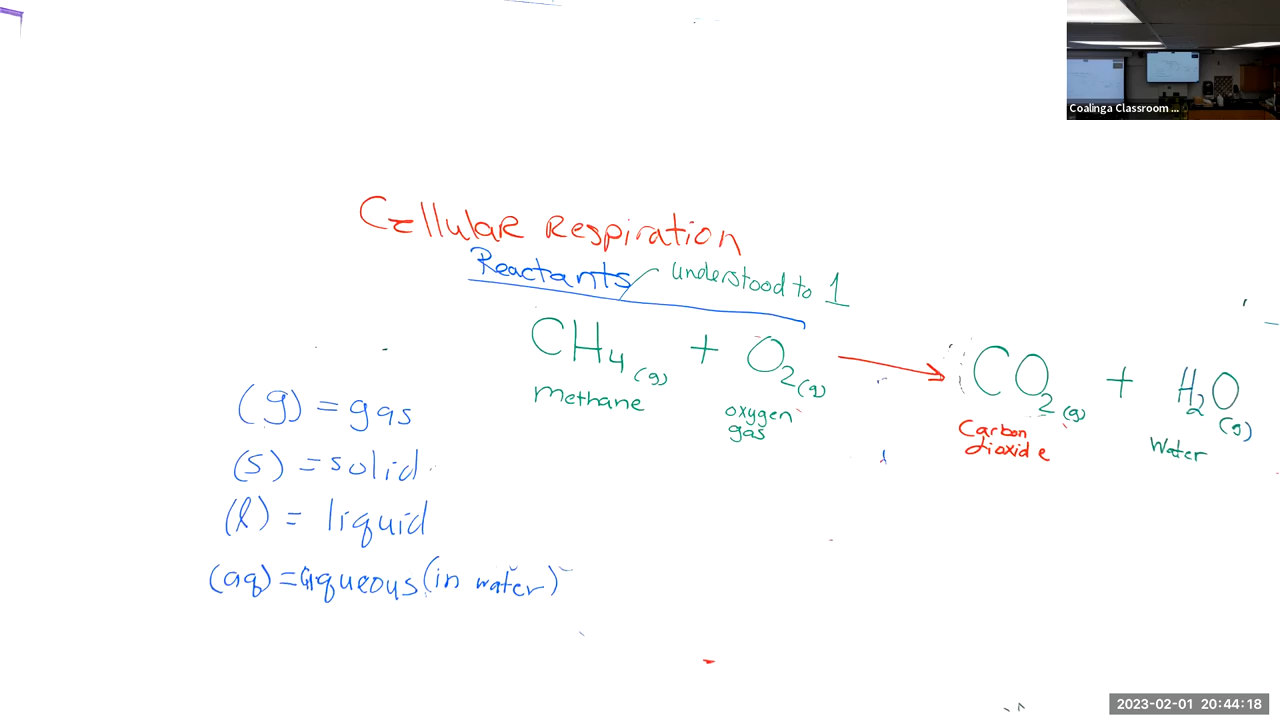 Coalinga Classroom ...
Cellular Respiration
Reactants understood to 1
CH4(g) + O2(g) → CO2(g) + H2O(g)
methane oxygen gas Carbon dioxide Water
(g) = gas
(s) = solid
(l) = liquid
(aq) = aqueous (in water)
2023-02-01 20:44:18